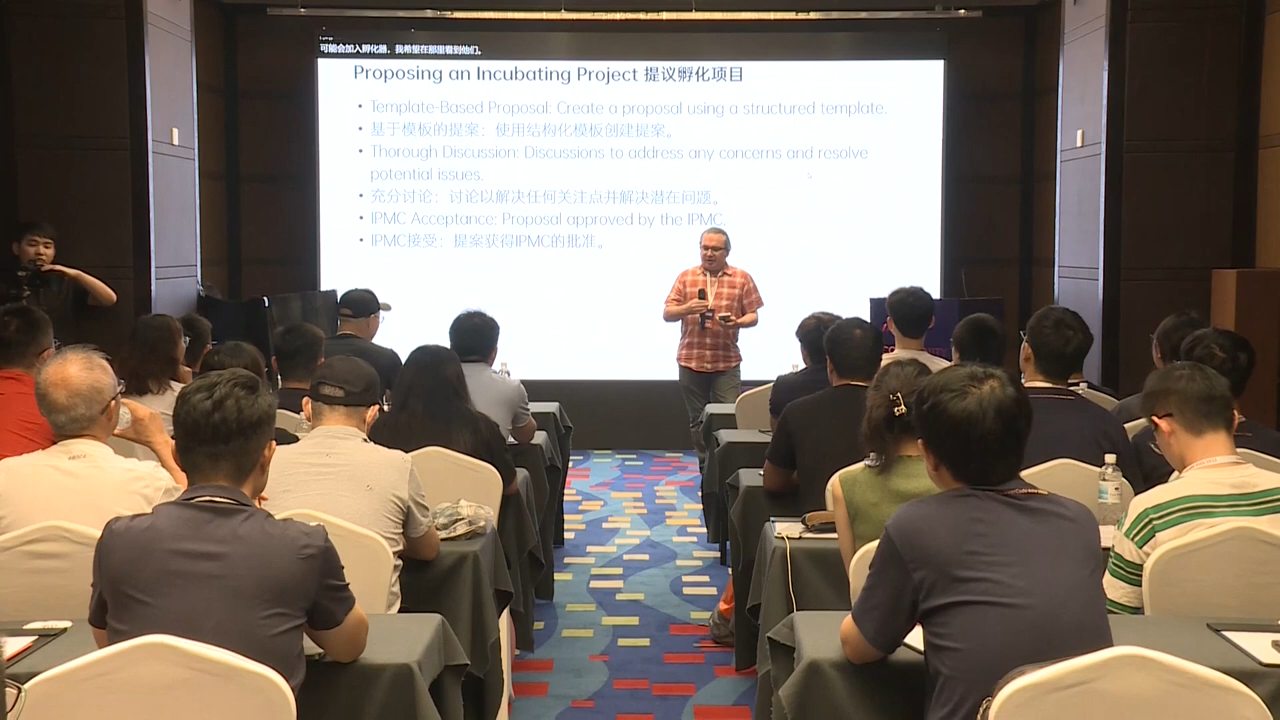 可能会加入孵化器，我希望在那里看到他们。
Proposing an Incubating Project 提议孵化项目
• Template-Based Proposal: Create a proposal using a structured template.
• 基于模板的提案：使用结构化模板创建提案。
• Thorough Discussion: Discussions to address any concerns and resolve
potential issues.
• 充分讨论：讨论以解决任何关注点并解决潜在问题。
• IPMC Acceptance: Proposal approved by the IPMC.
• IPMC接受：提案获得IPMC的批准。